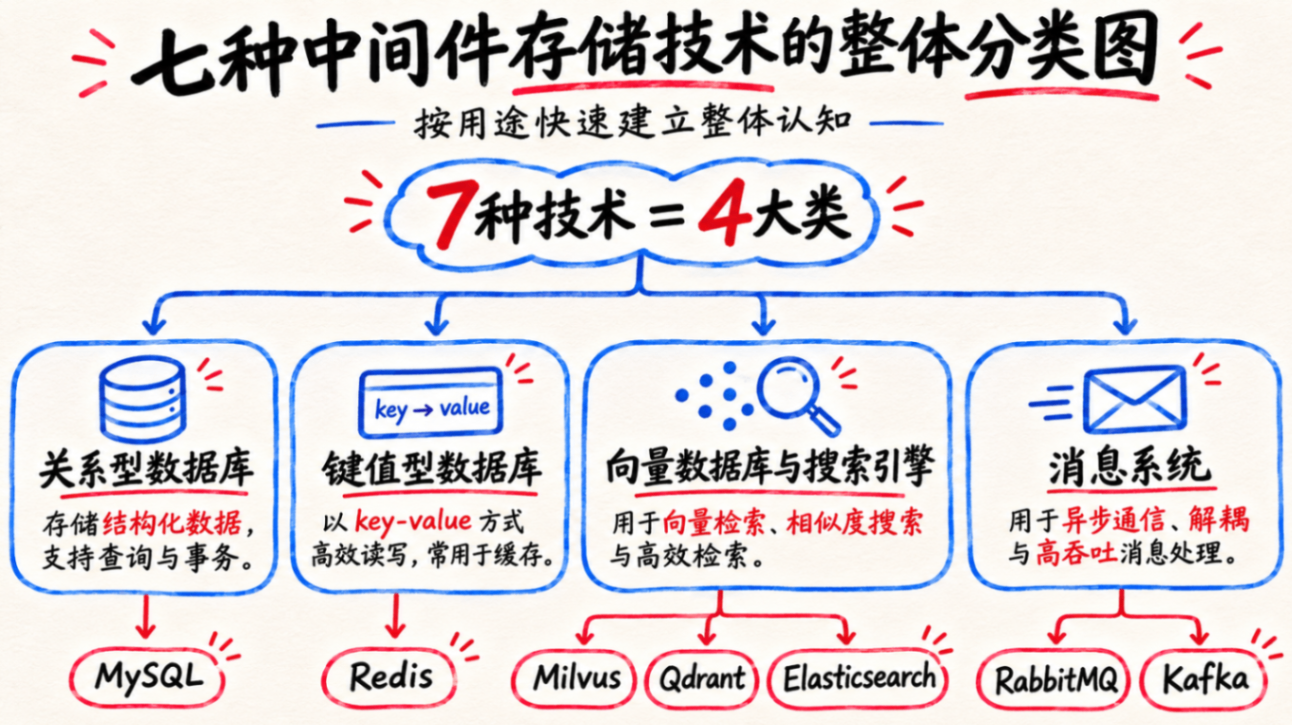 七种中间件存储技术的整体分类图
按用途快速建立整体认知
7种技术=4大类
key→value
关系型数据库
存储结构化数据，
支持查询与事务。
键值型数据库
以 key-value 方式
高效读写，常用于缓存。
向量数据库与搜索引擎
用于向量检索、相似度搜索
与高效检索。
消息系统
用于异步通信、解耦
与高吞吐消息处理。
MySQL
Redis
Milvus
Qdrant
Elasticsearch
RabbitMQ
Kafka